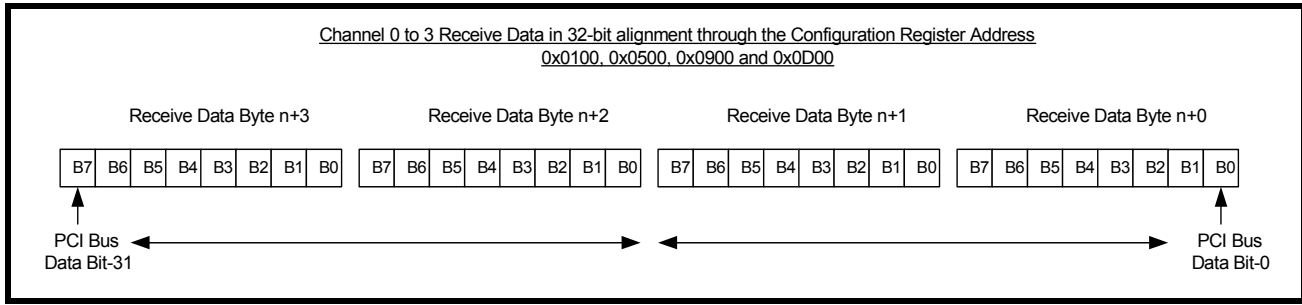 Channel 0 to 3 Receive Data in 32-bit alignment through the Configuration Register Address
0x0100, 0x0500, 0x0900 and 0x0D00
Receive Data Byte n+3 Receive Data Byte n+2 Receive Data Byte n+1 Receive Data Byte n+0
B7 B6 B5 B4 B3 B2 B1 B0 B7 B6 B5 B4 B3 B2 B1 B0 B7 B6 B5 B4 B3 B2 B1 B0 B7 B6 B5 B4 B3 B2 B1 B0
PCI Bus PCI Bus
Data Bit-31 Data Bit-0